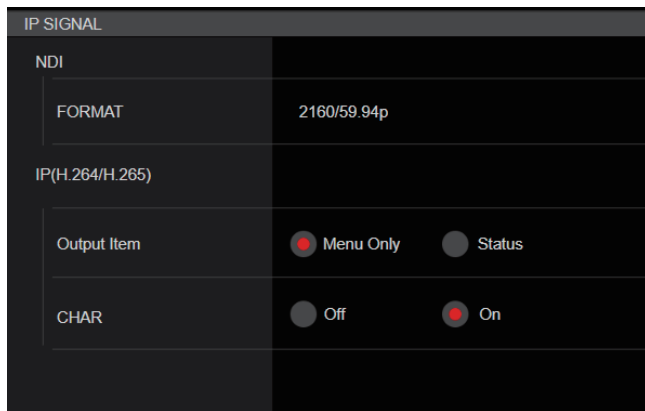 IP SIGNAL
NDI
FORMAT 2160/59.94p
IP(H.264/H.265)
Output Item Menu Only Status
CHAR Off On